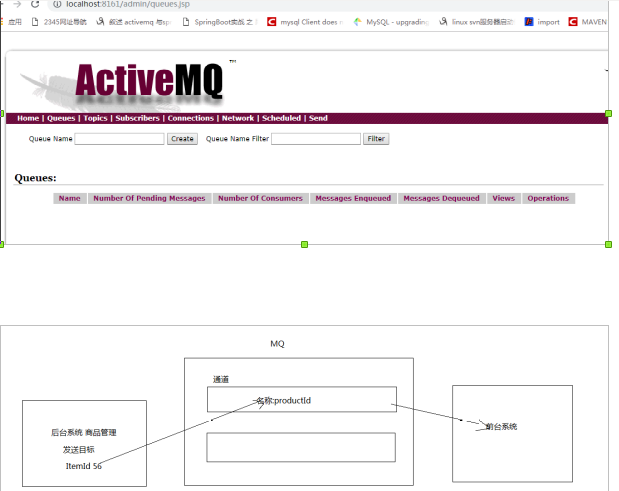 localhost:8161/admin/queues.jsp
应用 2345网址导航 叙述 activemq 与sp SpringBoot实战 之 mysql Client does n MySQL - upgrading linux svn服务器启动 import MAVEN
ActiveMQ™
Home | Queues | Topics | Subscribers | Connections | Network | Scheduled | Send
Queue Name Create Queue Name Filter Filter
Queues:
Name Number Of Pending Messages Number Of Consumers Messages Enqueued Messages Dequeued Views Operations
MQ
通道
名称:productId
后台系统 商品管理
前台系统
发送目标
ItemId 56